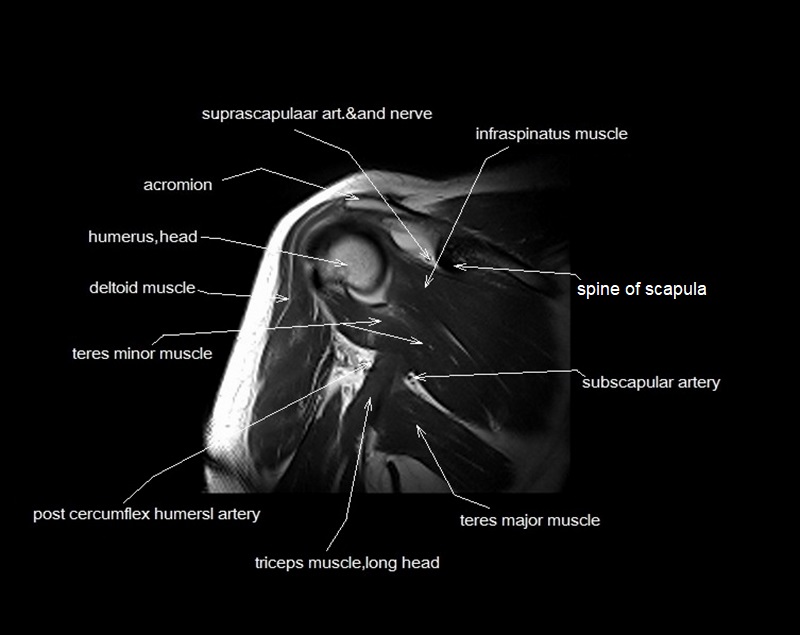 suprascapulaar art.&and nerve
infraspinatus muscle
acromion
humerus,head
deltoid muscle
spine of scapula
teres minor muscle
subscapular artery
post cercumflex humersl artery
teres major muscle
triceps muscle,long head